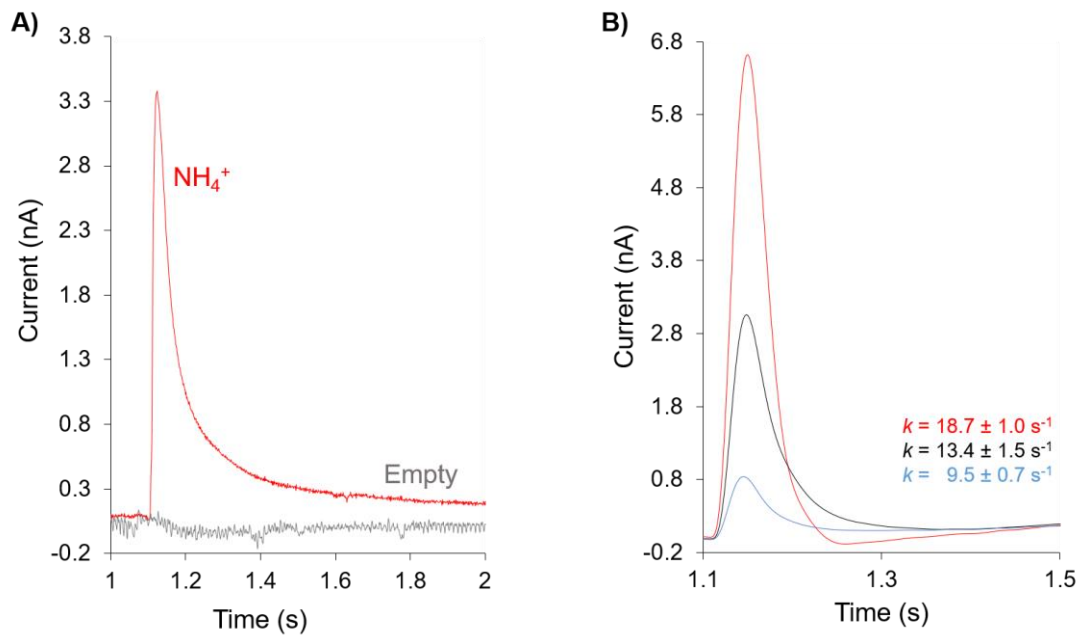 A)
3.8
3.3
2.8
2.3
1.8
1.3
0.8
0.3
-0.2
Current (nA)
NH₄⁺
Empty
1 1.2 1.4 1.6 1.8 2
Time (s)
B)
6.8
5.8
4.8
3.8
2.8
1.8
0.8
-0.2
Current (nA)
k = 18.7 ± 1.0 s⁻¹
k = 13.4 ± 1.5 s⁻¹
k = 9.5 ± 0.7 s⁻¹
1.1 1.3 1.5
Time (s)